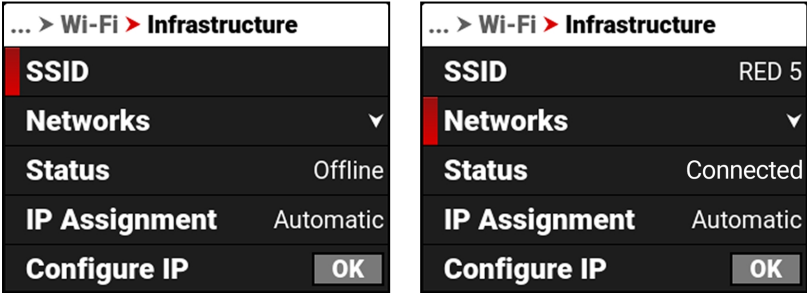 ... > Wi-Fi > Infrastructure
SSID
Networks
Status Offline
IP Assignment Automatic
Configure IP OK
... > Wi-Fi > Infrastructure
SSID RED 5
Networks
Status Connected
IP Assignment Automatic
Configure IP OK